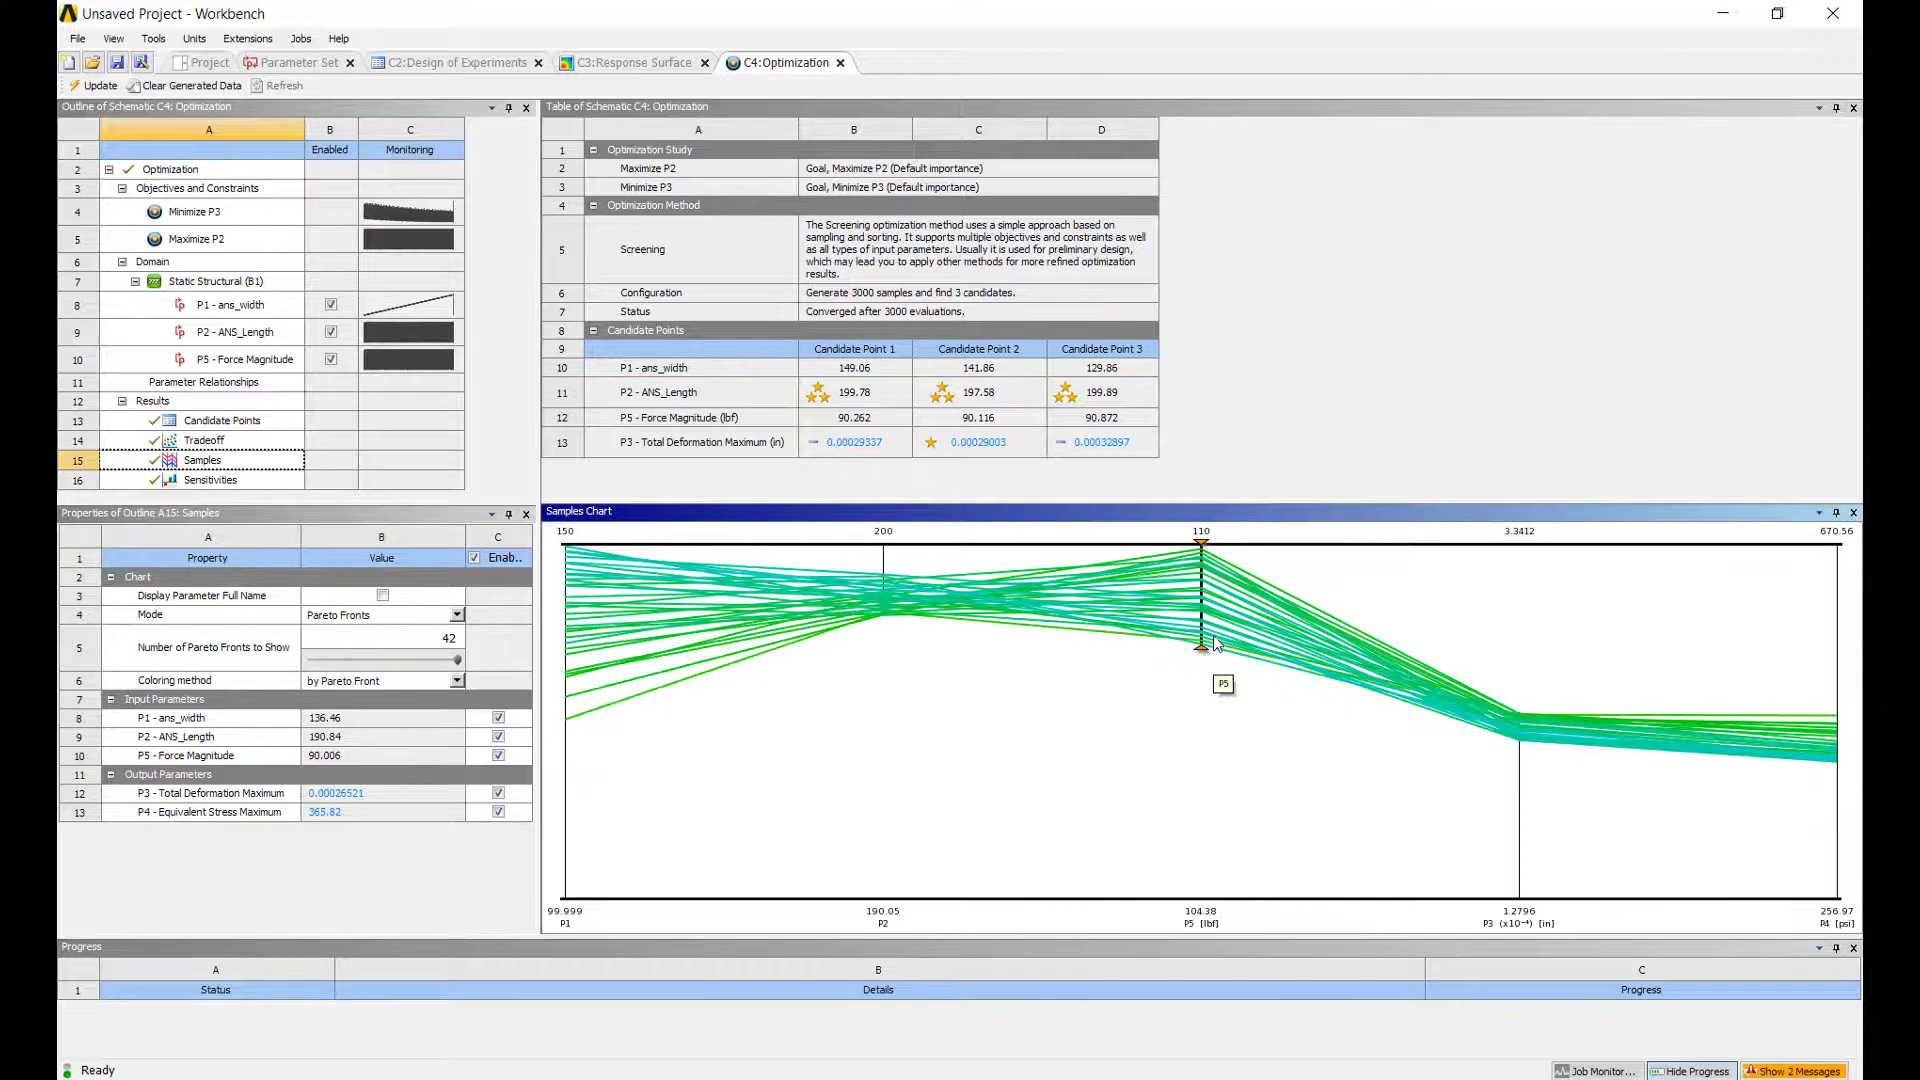 Unsaved Project - Workbench
File View Tools Units Extensions Jobs Help
Project Parameter Set C2:Design of Experiments C3:Response Surface C4:Optimization
Update Clear Generated Data Refresh
Outline of Schematic C4: Optimization
A B C
1 Enabled Monitoring
2 Optimization
3 Objectives and Constraints
4 Minimize P3
5 Maximize P2
6 Domain
7 Static Structural (B1)
8 P1 - ans_width
9 P2 - ANS_Length
10 P5 - Force Magnitude
11 Parameter Relationships
12 Results
13 Candidate Points
14 Tradeoff
15 Samples
16 Sensitivities
Table of Schematic C4: Optimization
A B C D
1 Optimization Study
2 Maximize P2 Goal, Maximize P2 (Default importance)
3 Minimize P3 Goal, Minimize P3 (Default importance)
4 Optimization Method
5 Screening
The Screening optimization method uses a simple approach based on
sampling and sorting. It supports multiple objectives and constraints as well
as all types of input parameters. Usually it is used for preliminary design,
which may lead you to apply other methods for more refined optimization
results.
6 Configuration Generate 3000 samples and find 3 candidates.
7 Status Converged after 3000 evaluations.
8 Candidate Points
9 Candidate Point 1 Candidate Point 2 Candidate Point 3
10 P1 - ans_width 149.06 141.86 129.86
11 P2 - ANS_Length 199.78 197.58 199.89
12 P5 - Force Magnitude (lbf) 90.262 90.116 90.872
13 P3 - Total Deformation Maximum (in) 0.00029337 0.00029003 0.00032897
Properties of Outline A15: Samples
A B C
1 Property Value Enab..
2 Chart
3 Display Parameter Full Name
4 Mode Pareto Fronts
5 Number of Pareto Fronts to Show 42
6 Coloring method by Pareto Front
7 Input Parameters
8 P1 - ans_width 136.46
9 P2 - ANS_Length 190.84
10 P5 - Force Magnitude 90.006
11 Output Parameters
12 P3 - Total Deformation Maximum 0.00026521
13 P4 - Equivalent Stress Maximum 365.82
Samples Chart
150 200 110 3.3412 670.56
P5
99.999 190.05 104.38 1.2796 256.97
P1 P2 P5 [lbf] P3 (x10⁻⁴) [in] P4 [psi]
Progress
A B C
1 Status Details Progress
Ready
Job Monitor... Hide Progress Show 2 Messages